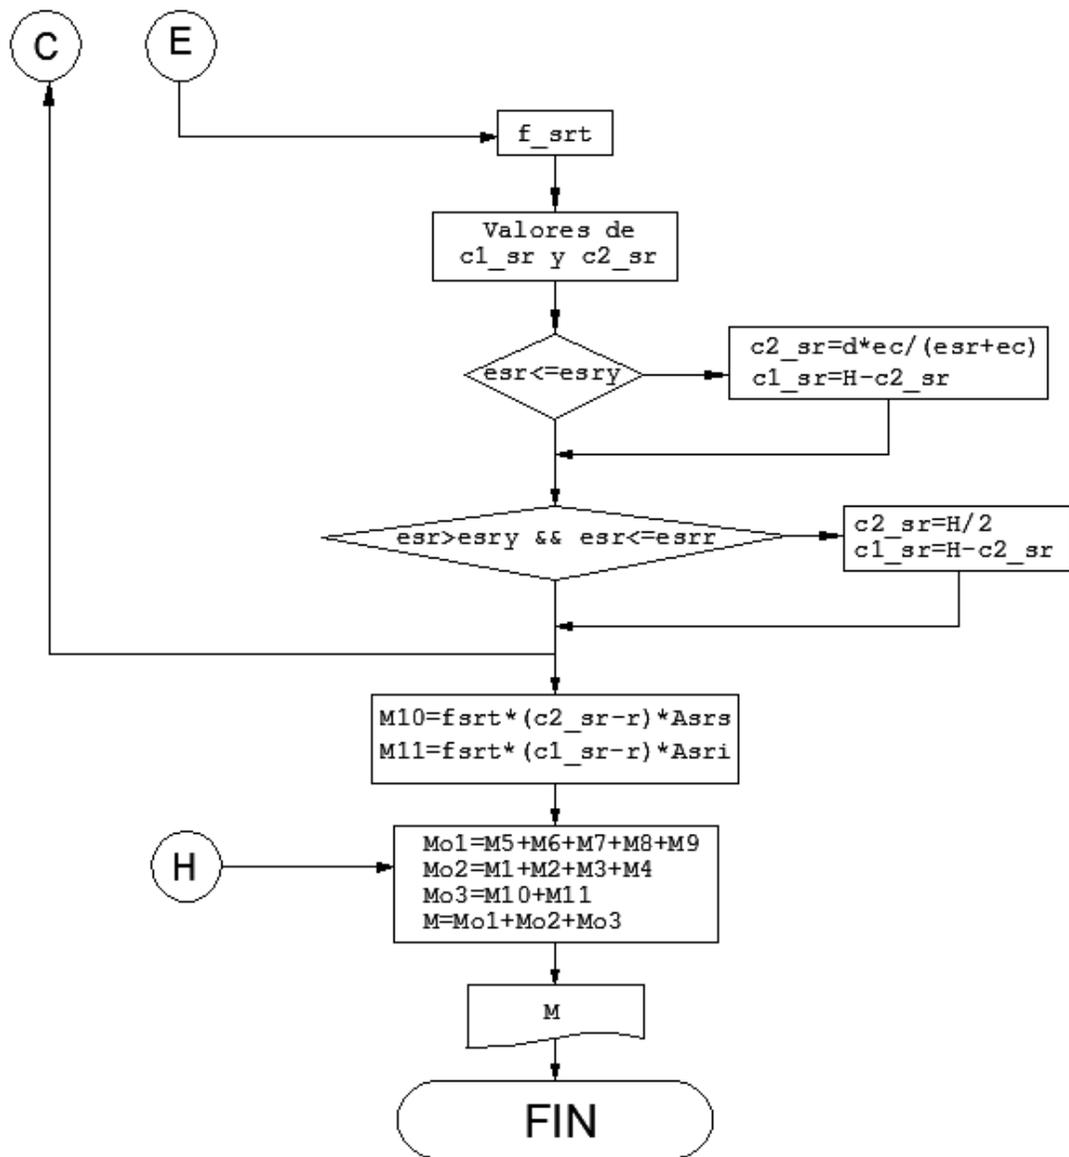 C
E
f_srt
Valores de
c1_sr y c2_sr
esr<=esry
c2_sr=d*ec/(esr+ec)
c1_sr=H-c2_sr
esr>esry && esr<=esrr
c2_sr=H/2
c1_sr=H-c2_sr
M10=fsrt*(c2_sr-r)*Asrs
M11=fsrt*(c1_sr-r)*Asri
H
Mo1=M5+M6+M7+M8+M9
Mo2=M1+M2+M3+M4
Mo3=M10+M11
M=Mo1+Mo2+Mo3
M
FIN